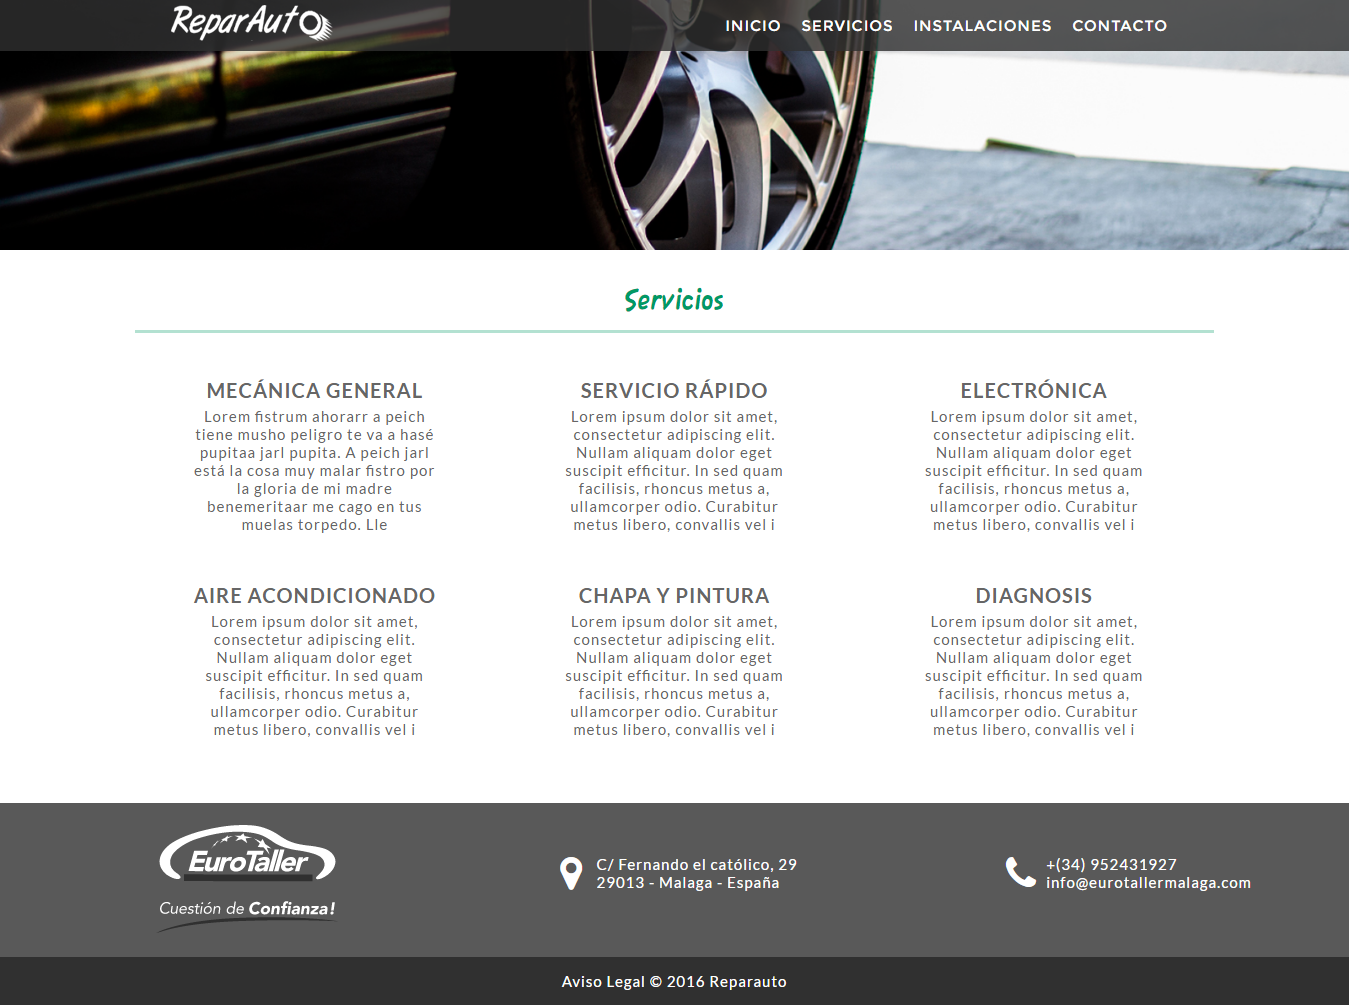 ReparAuto
INICIO SERVICIOS INSTALACIONES CONTACTO
Servicios
MECÁNICA GENERAL
Lorem fistrum ahorarr a peich
tiene musho peligro te va a hasé
pupitaa jarl pupita. A peich jarl
está la cosa muy malar fistro por
la gloria de mi madre
benemeritaar me cago en tus
muelas torpedo. Lle
SERVICIO RÁPIDO
Lorem ipsum dolor sit amet,
consectetur adipiscing elit.
Nullam aliquam dolor eget
suscipit efficitur. In sed quam
facilisis, rhoncus metus a,
ullamcorper odio. Curabitur
metus libero, convallis vel i
ELECTRÓNICA
Lorem ipsum dolor sit amet,
consectetur adipiscing elit.
Nullam aliquam dolor eget
suscipit efficitur. In sed quam
facilisis, rhoncus metus a,
ullamcorper odio. Curabitur
metus libero, convallis vel i
AIRE ACONDICIONADO
Lorem ipsum dolor sit amet,
consectetur adipiscing elit.
Nullam aliquam dolor eget
suscipit efficitur. In sed quam
facilisis, rhoncus metus a,
ullamcorper odio. Curabitur
metus libero, convallis vel i
CHAPA Y PINTURA
Lorem ipsum dolor sit amet,
consectetur adipiscing elit.
Nullam aliquam dolor eget
suscipit efficitur. In sed quam
facilisis, rhoncus metus a,
ullamcorper odio. Curabitur
metus libero, convallis vel i
DIAGNOSIS
Lorem ipsum dolor sit amet,
consectetur adipiscing elit.
Nullam aliquam dolor eget
suscipit efficitur. In sed quam
facilisis, rhoncus metus a,
ullamcorper odio. Curabitur
metus libero, convallis vel i
EuroTaller
Cuestión de Confianza!
C/ Fernando el católico, 29
29013 - Malaga - España
+(34) 952431927
info@eurotallermalaga.com
Aviso Legal © 2016 Reparauto